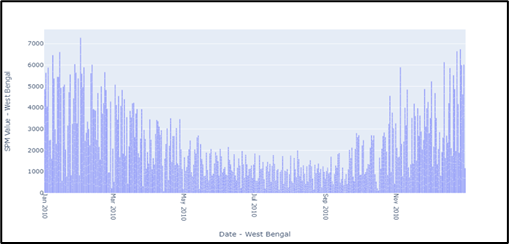 7000
6000
5000
4000
3000
2000
1000
0
SPM Value - West Bengal
Jan 2010
Mar 2010
May 2010
Jul 2010
Sep 2010
Nov 2010
Date - West Bengal